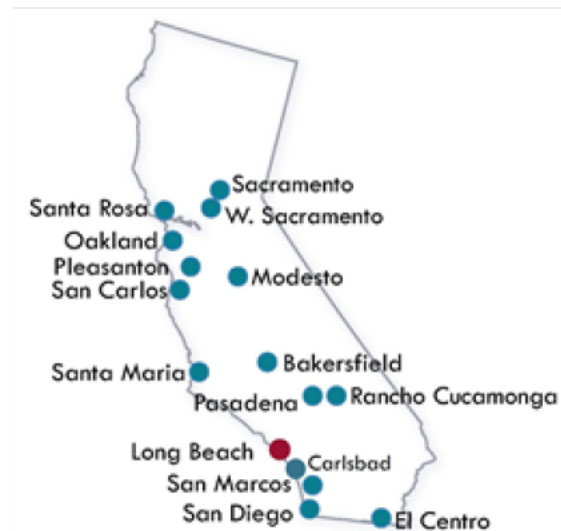 Sacramento
Santa Rosa
W. Sacramento
Oakland
Pleasanton
Modesto
San Carlos
Bakersfield
Santa Maria
Pasadena
Rancho Cucamonga
Long Beach
Carlsbad
San Marcos
San Diego
El Centro